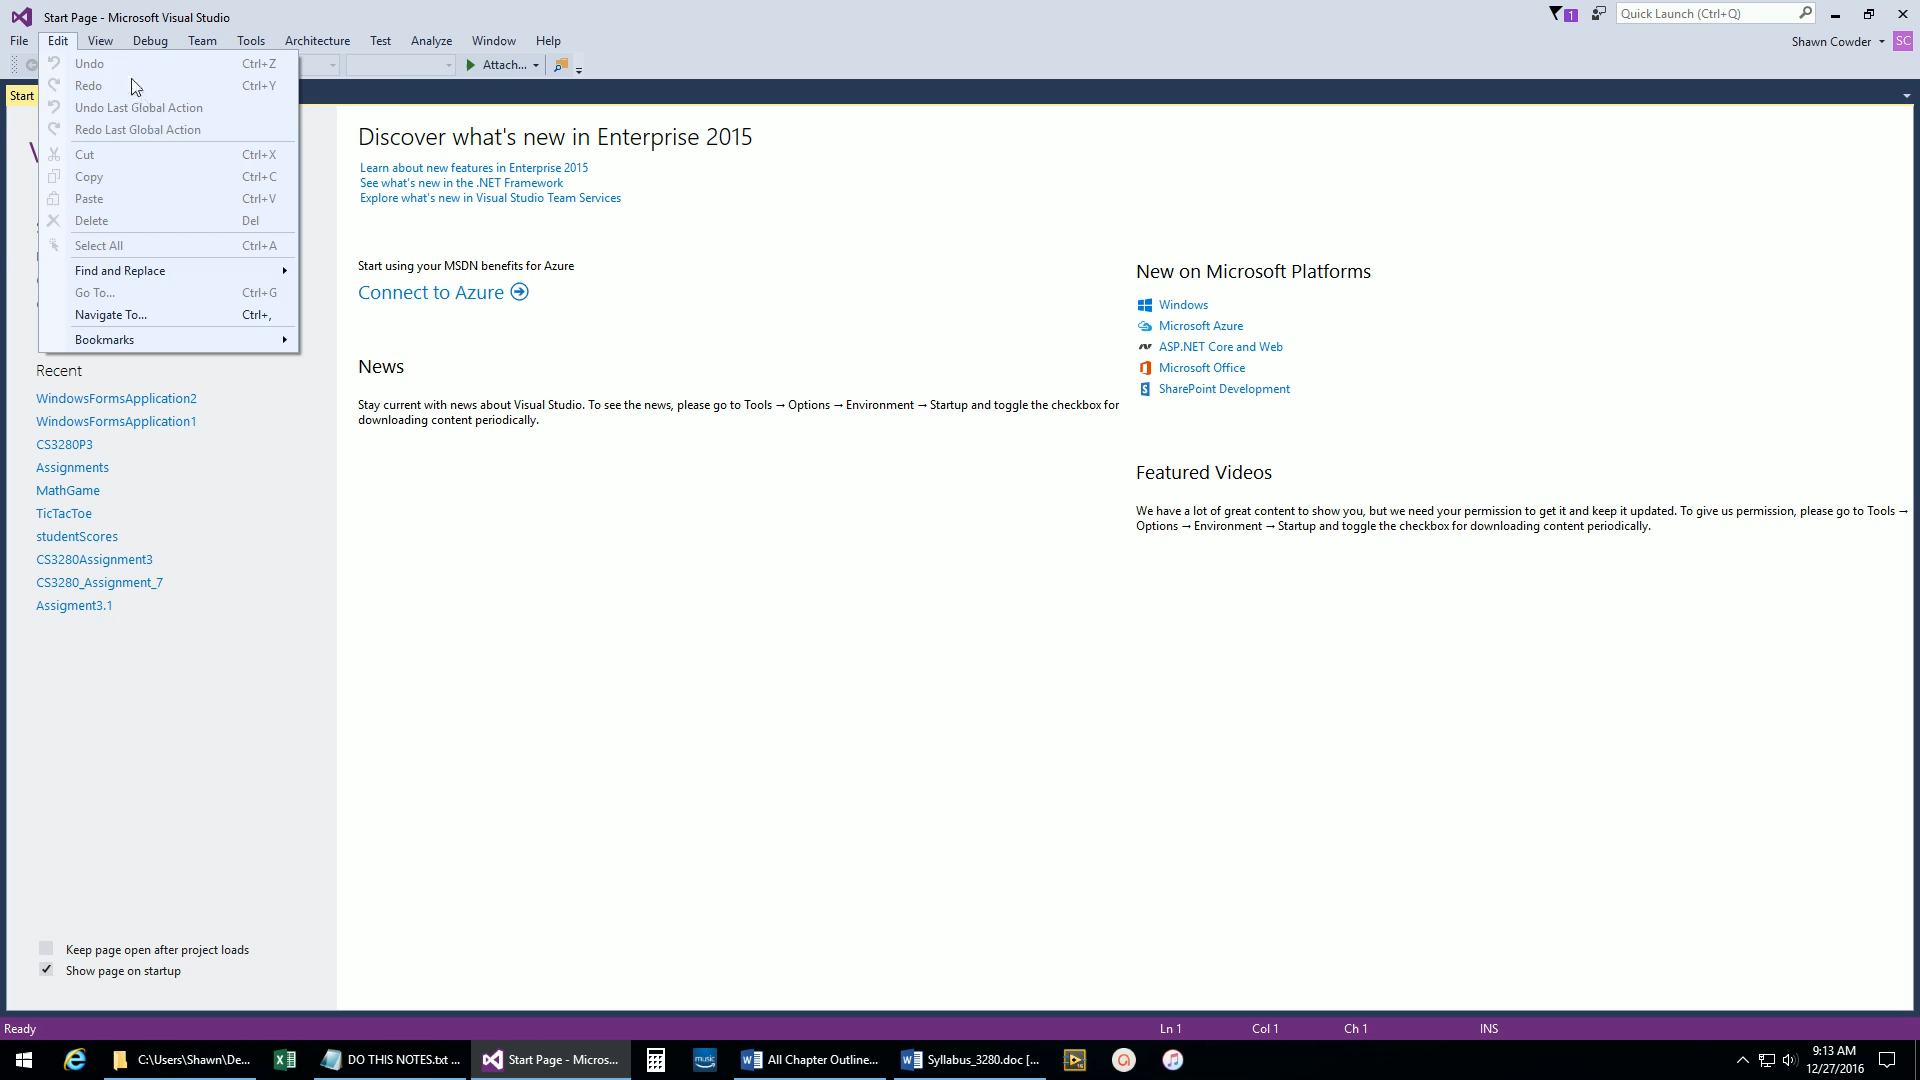 Start Page - Microsoft Visual Studio
1
Quick Launch (Ctrl+Q)
File Edit View Debug Team Tools Architecture Test Analyze Window Help
Shawn Cowder
SC
Attach...
Start
Undo Ctrl+Z
Redo Ctrl+Y
Undo Last Global Action
Redo Last Global Action
Cut Ctrl+X
Copy Ctrl+C
Paste Ctrl+V
Delete Del
Select All Ctrl+A
Find and Replace
Go To... Ctrl+G
Navigate To... Ctrl+,
Bookmarks
Recent
WindowsFormsApplication2
WindowsFormsApplication1
CS3280P3
Assignments
MathGame
TicTacToe
studentScores
CS3280Assignment3
CS3280_Assignment_7
Assigment3.1
Keep page open after project loads
Show page on startup
Discover what's new in Enterprise 2015
Learn about new features in Enterprise 2015
See what's new in the .NET Framework
Explore what's new in Visual Studio Team Services
Start using your MSDN benefits for Azure
Connect to Azure
News
Stay current with news about Visual Studio. To see the news, please go to Tools → Options → Environment → Startup and toggle the checkbox for
downloading content periodically.
New on Microsoft Platforms
Windows
Microsoft Azure
ASP.NET Core and Web
Microsoft Office
SharePoint Development
Featured Videos
We have a lot of great content to show you, but we need your permission to get it and keep it updated. To give us permission, please go to Tools →
Options → Environment → Startup and toggle the checkbox for downloading content periodically.
Ready Ln 1 Col 1 Ch 1 INS
C:\Users\Shawn\De...
DO THIS NOTES.txt ...
Start Page - Micros...
music
All Chapter Outline...
Syllabus_3280.doc [...
9:13 AM
12/27/2016